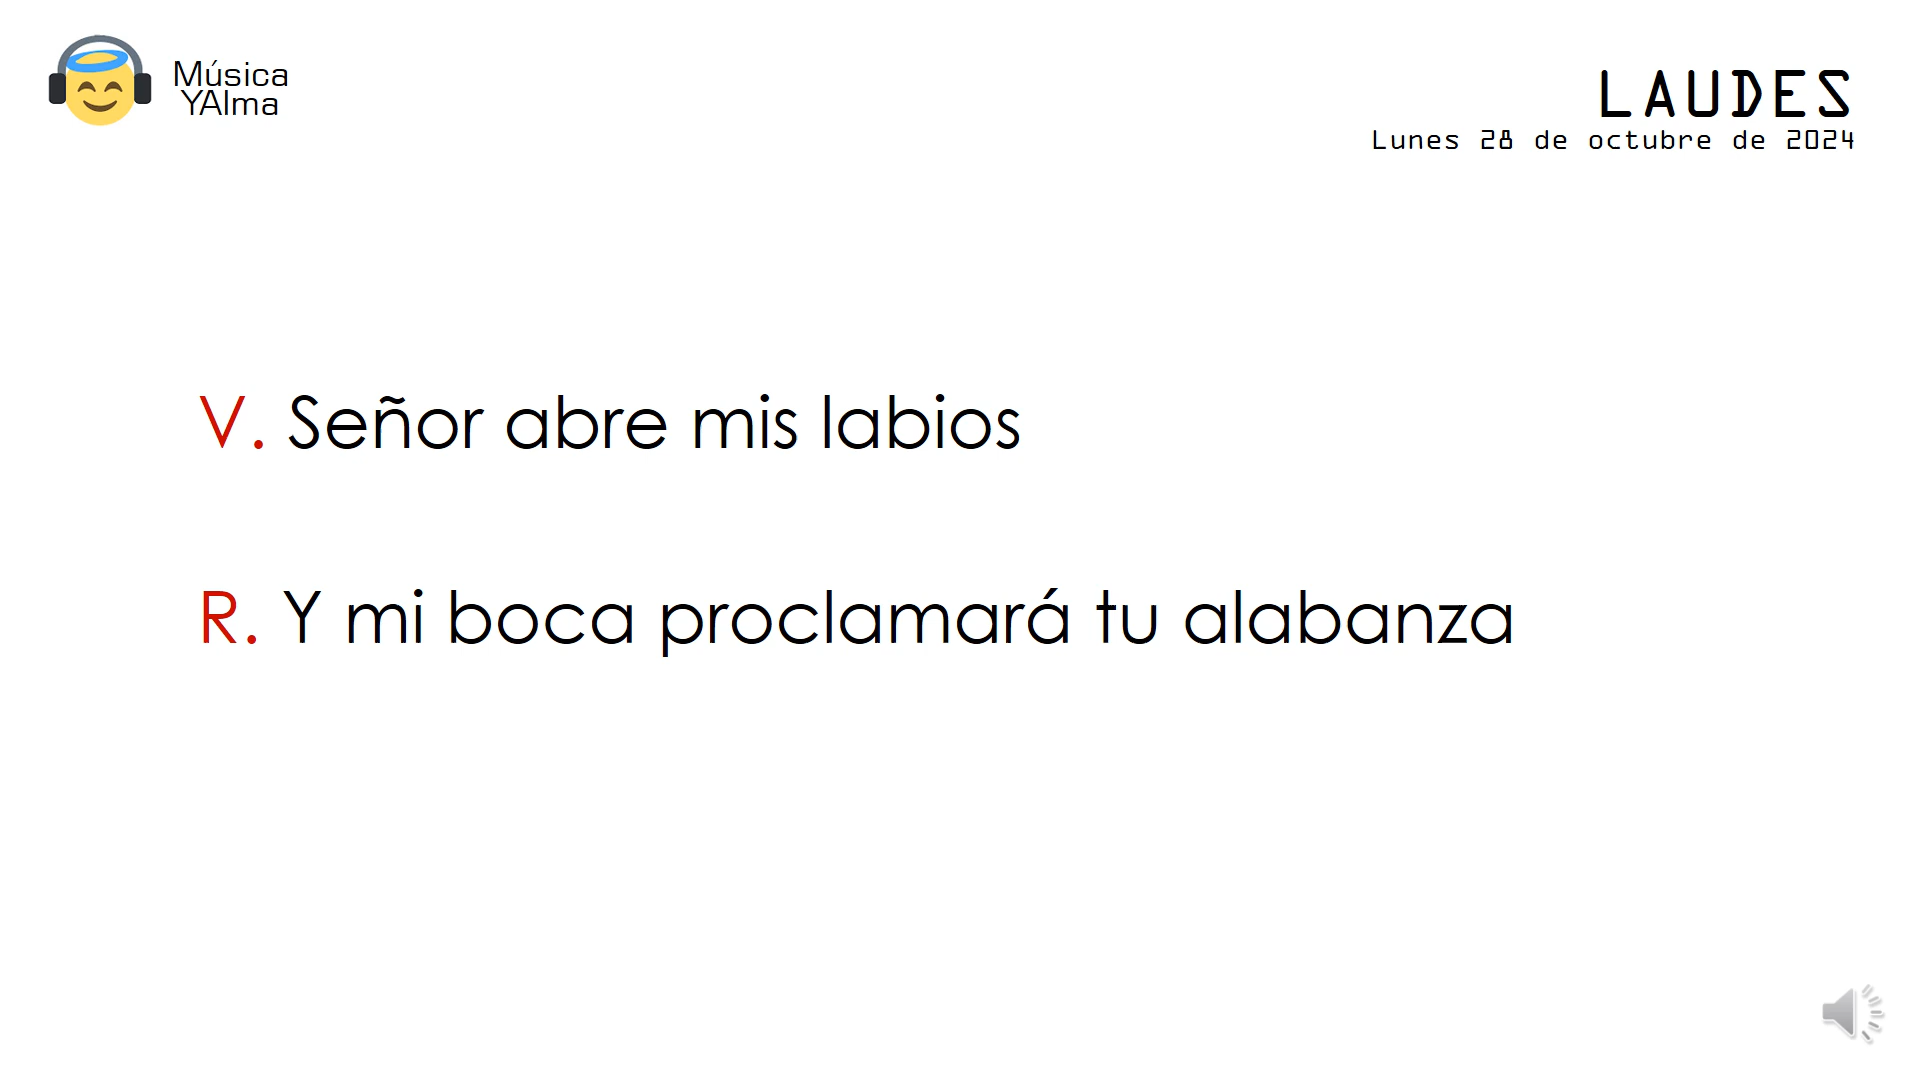 Música
YAlma
LAUDES
Lunes 28 de octubre de 2024
V. Señor abre mis labios
R. Y mi boca proclamará tu alabanza